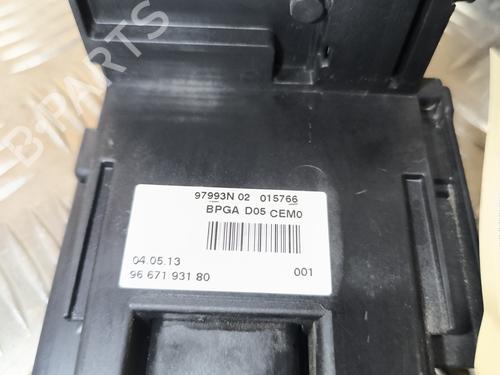 B-PARTS
97993N 02 015766
BPGA D05 CEM0
04.05.13
96 671 931 80
001